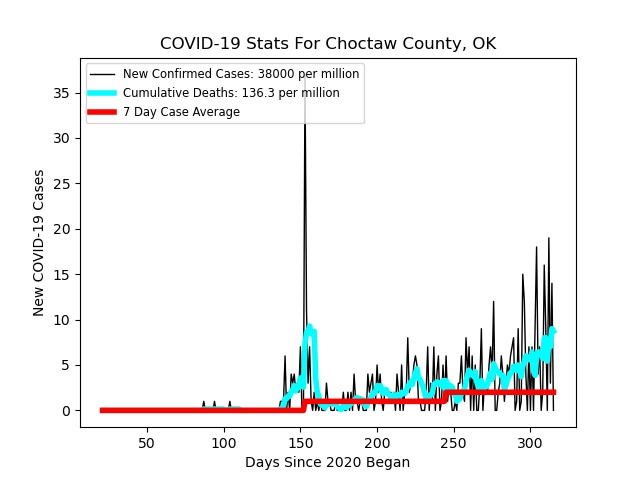 COVID-19 Stats For Choctaw County, OK
New Confirmed Cases: 38000 per million
Cumulative Deaths: 136.3 per million
7 Day Case Average
35
30
25
20
15
10
5
0
New COVID-19 Cases
50 100 150 200 250 300
Days Since 2020 Began